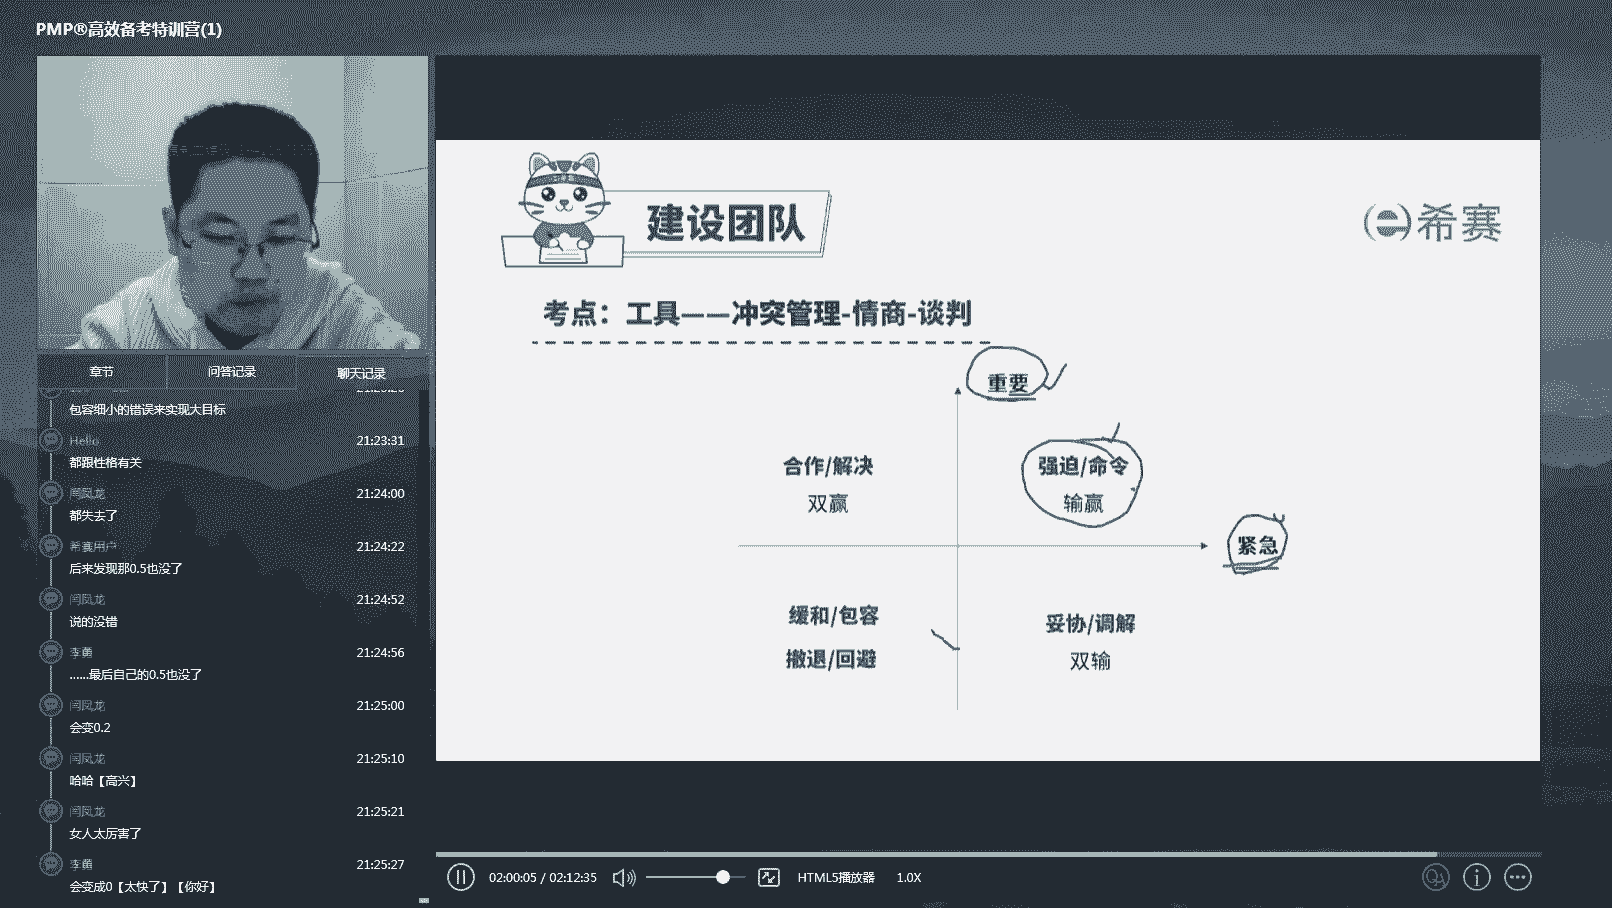 PMP®高效备考特训营(1)
章节
问答记录
聊天记录
包容细小的错误来实现大目标
Hello
21:23:31
都跟性格有关
闫凤龙
21:24:00
都失去了
希赛用户
21:24:22
后来发现那0.5也没了
闫凤龙
21:24:52
说的没错
21:24:56
......最后自己的0.5也没了
闫凤龙
21:25:00
会变0.2
闫凤龙
21:25:10
哈哈【高兴】
闫凤龙
21:25:21
女人太厉害了
21:25:27
会变成0【太快了】【你好】
建设团队
希赛
考点：工具——冲突管理-情商-谈判
重要
合作/解决
双赢
强迫/命令
输赢
紧急
缓和/包容
撤退/回避
妥协/调解
双输
02:00:05 / 02:12:35
HTML5播放器
1.0X